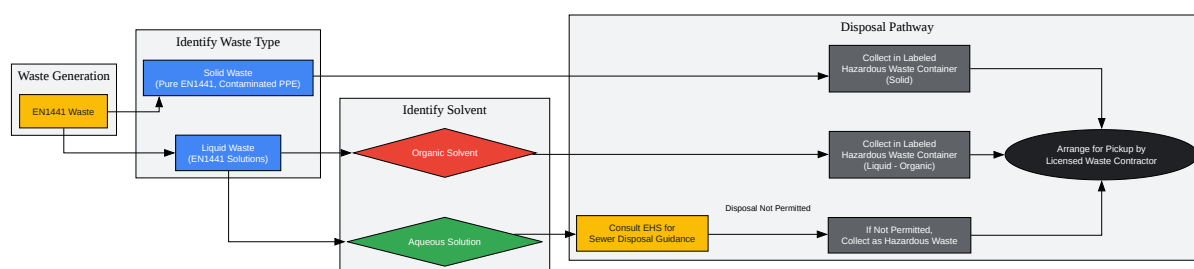 Waste Generation
EN1441 Waste
Identify Waste Type
Solid Waste
(Pure EN1441, Contaminated PPE)
Liquid Waste
(EN1441 Solutions)
Identify Solvent
Organic Solvent
Aqueous Solution
Disposal Pathway
Collect in Labeled
Hazardous Waste Container
(Solid)
Collect in Labeled
Hazardous Waste Container
(Liquid - Organic)
Consult EHS for
Sewer Disposal Guidance
Disposal Not Permitted
If Not Permitted,
Collect as Hazardous Waste
Arrange for Pickup by
Licensed Waste Contractor